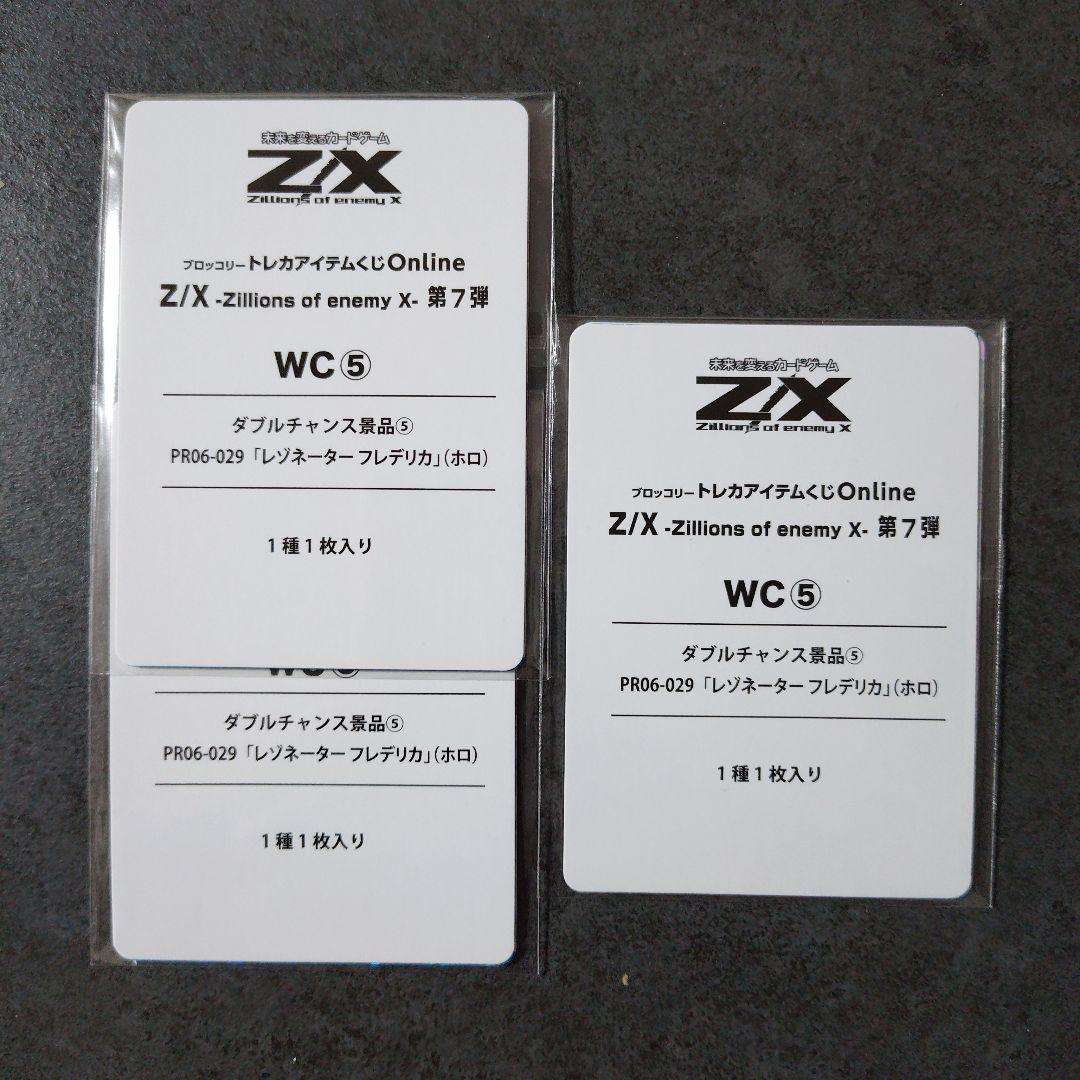 未来を変えるカードゲーム
Z/X
Zillions of enemy X
ブロッコリートレカアイテムくじOnline
Z/X -Zillions of enemy X- 第7弾
WC⑤
ダブルチャンス景品⑤
PR06-029「レゾネーター フレデリカ」(ホロ)
1種1枚入り
WC⑤
ダブルチャンス景品⑤
PR06-029「レゾネーター フレデリカ」(ホロ)
1種1枚入り
未来を変えるカードゲーム
Z/X
Zillions of enemy X
ブロッコリートレカアイテムくじOnline
Z/X -Zillions of enemy X- 第7弾
WC⑤
ダブルチャンス景品⑤
PR06-029「レゾネーター フレデリカ」(ホロ)
1種1枚入り